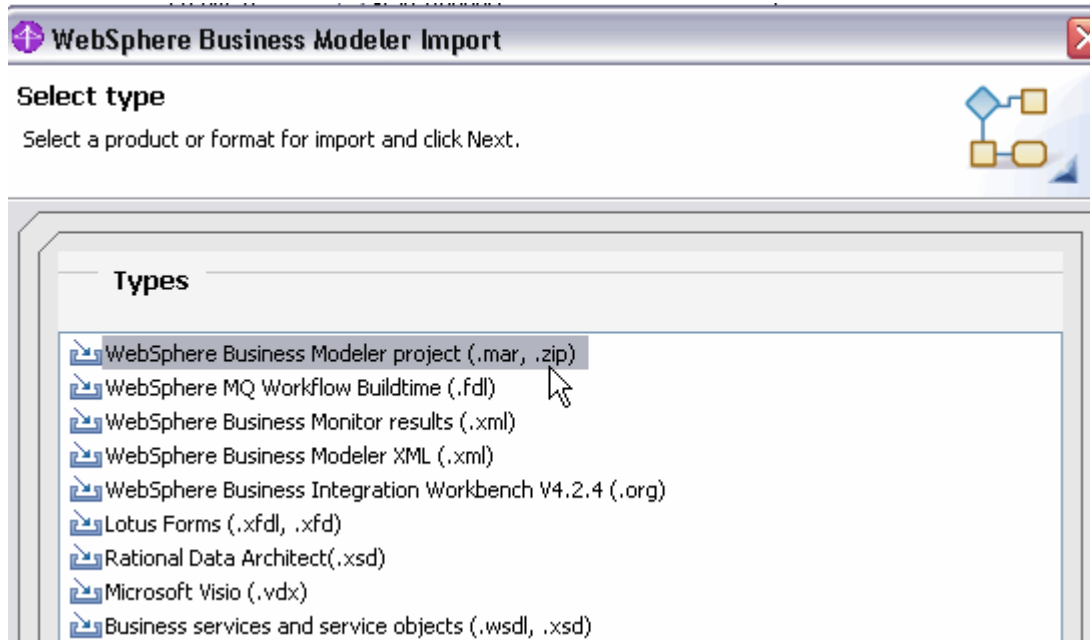 WebSphere Business Modeler Import
Select type
Select a product or format for import and click Next.
Types
WebSphere Business Modeler project (.mar, .zip)
WebSphere MQ Workflow Buildtime (.fdl)
WebSphere Business Monitor results (.xml)
WebSphere Business Modeler XML (.xml)
WebSphere Business Integration Workbench V4.2.4 (.org)
Lotus Forms (.xfdl, .xfd)
Rational Data Architect(.xsd)
Microsoft Visio (.vdx)
Business services and service objects (.wsdl, .xsd)